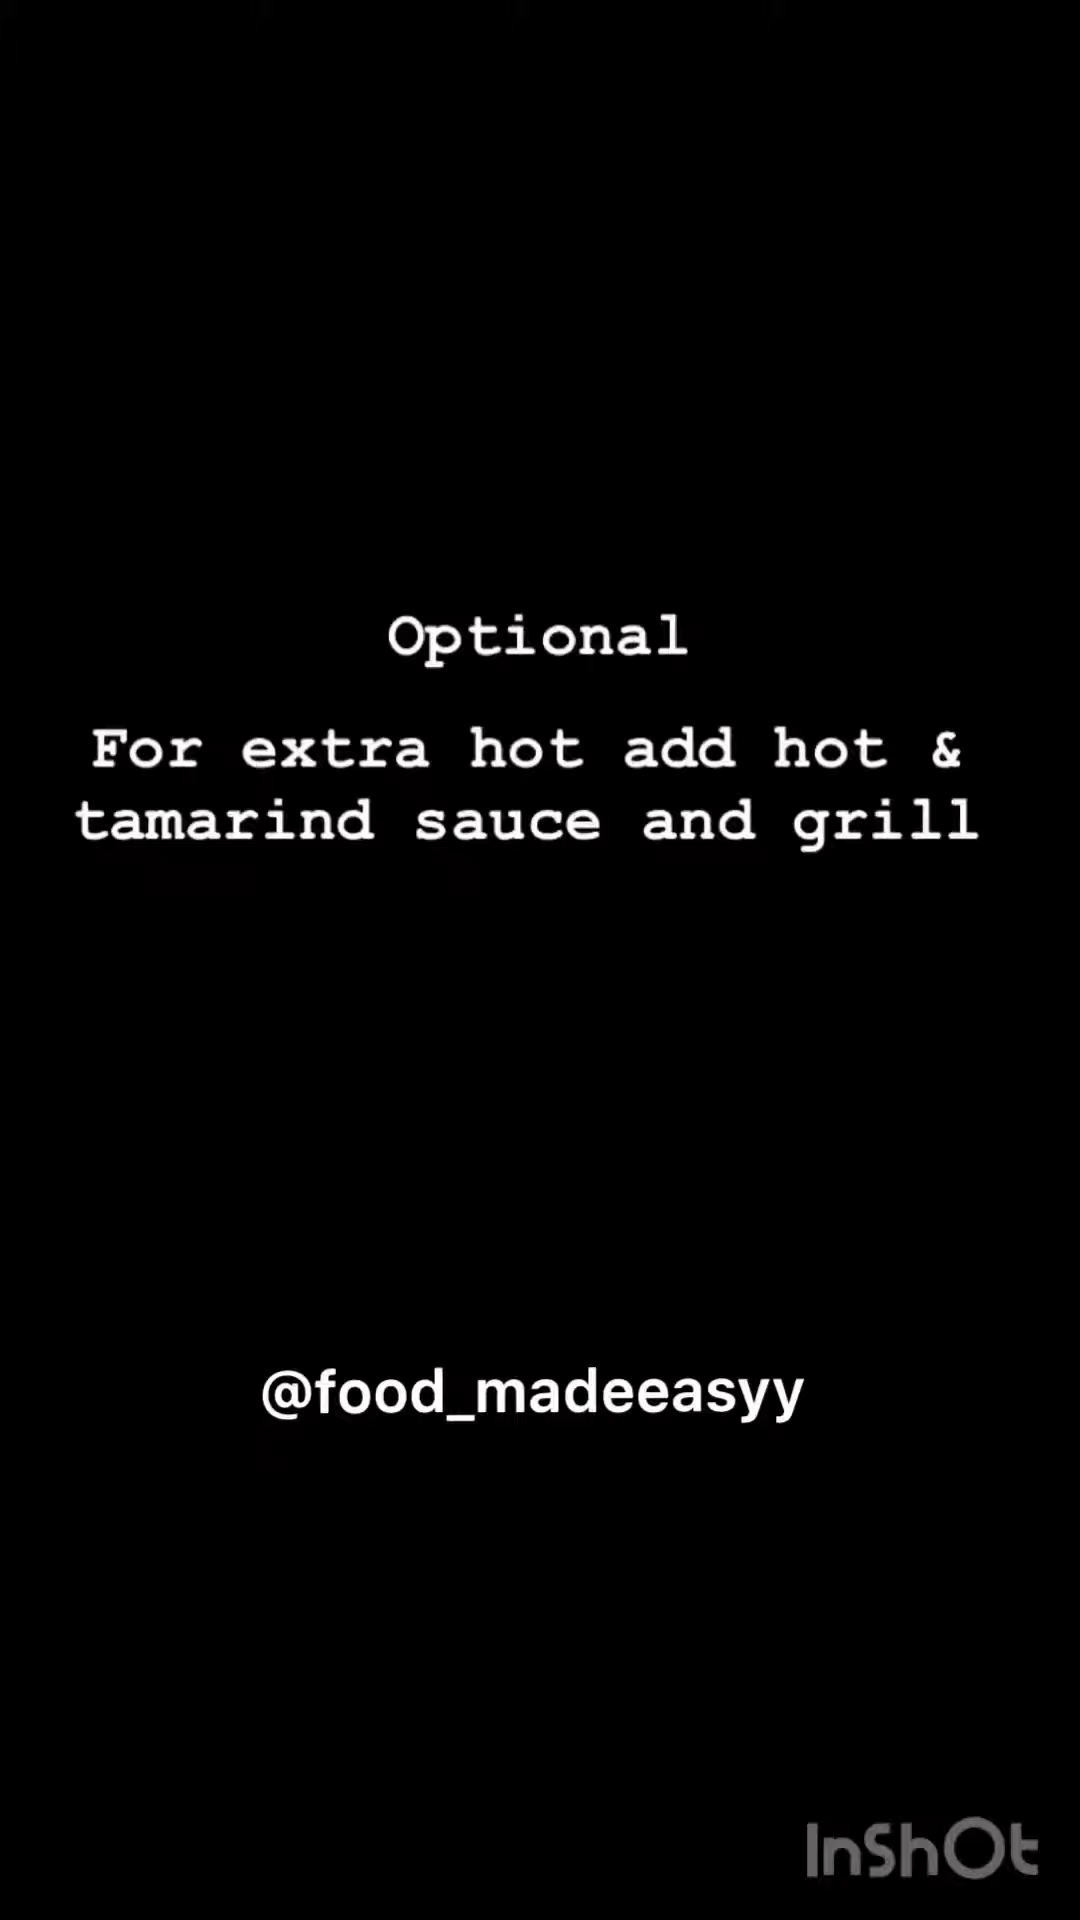 Optional
For extra hot add hot &
tamarind sauce and grill
@food_madeeasyy
InShOt